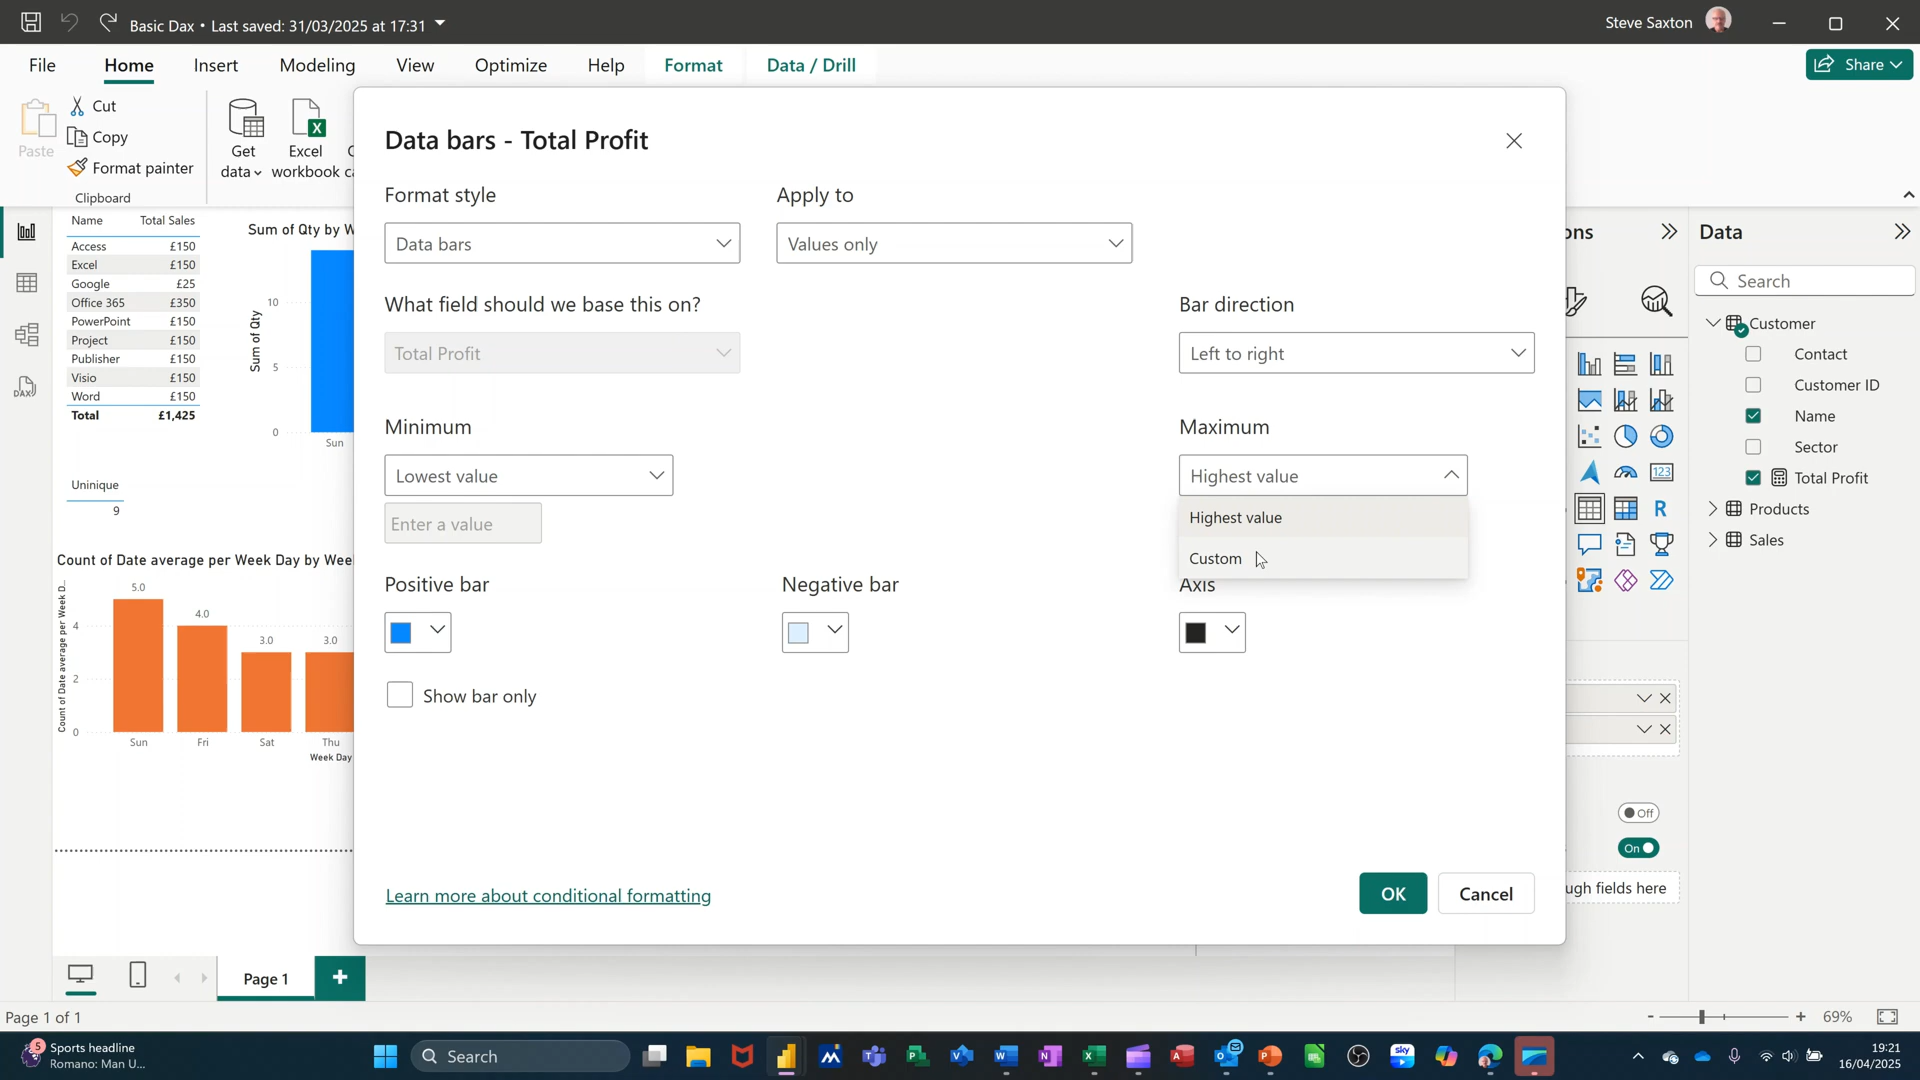 Basic Dax • Last saved: 31/03/2025 at 17:31
Steve Saxton
File Home Insert Modeling View Optimize Help Format Data / Drill
Share
Paste
Cut
Copy
Format painter
Clipboard
Get data
Excel workbook
Data bars - Total Profit
Format style
Data bars
Apply to
Values only
What field should we base this on?
Total Profit
Bar direction
Left to right
Minimum
Lowest value
Enter a value
Maximum
Highest value
Highest value
Custom
Positive bar
Negative bar
Axis
Show bar only
Learn more about conditional formatting
OK
Cancel
Name Total Sales
Access £150
Excel £150
Google £25
Office 365 £350
PowerPoint £150
Project £150
Publisher £150
Visio £150
Word £150
Total £1,425
Uninique
9
DAX
Sum of Qty by W
Sum of Qty
10
5
0
Sun
Count of Date average per Week Day by Wee
Count of Date average per Week D...
4
2
0
5.0
4.0
3.0
3.0
Sun Fri Sat Thu
Week Day
ons
123
R
Off
On
ugh fields here
Data
Search
Customer
Contact
Customer ID
Name
Sector
Total Profit
Products
Sales
Page 1
+
Page 1 of 1
- + 69%
5
Sports headline
Romano: Man U...
Search
sky
19:21
16/04/2025